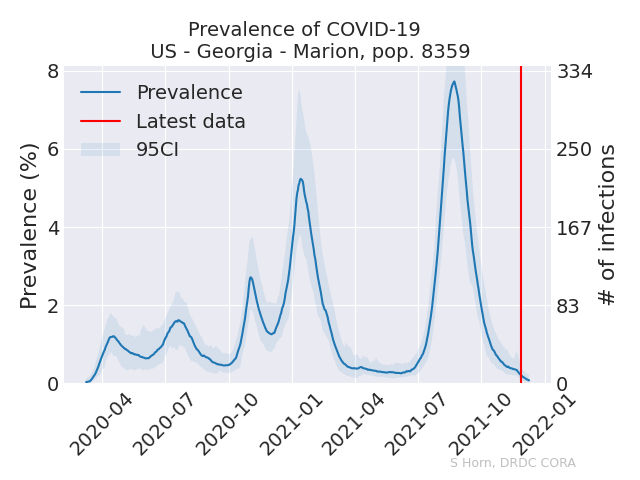 Prevalence of COVID-19
US - Georgia - Marion, pop. 8359
Prevalence
Latest data
95CI
Prevalence (%)
8
6
4
2
0
# of infections
334
250
167
83
0
2020-04
2020-07
2020-10
2021-01
2021-04
2021-07
2021-10
2022-01
S Horn, DRDC CORA